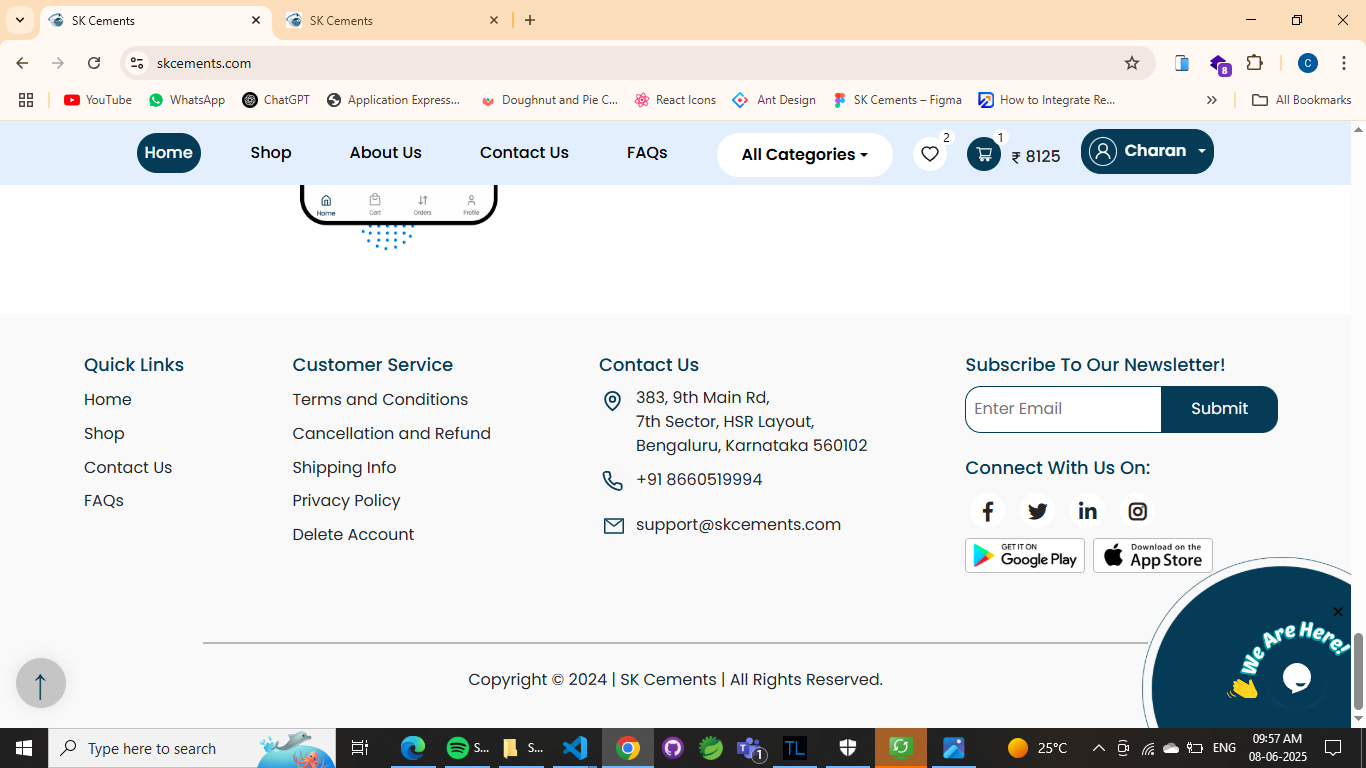 SK Cements
SK Cements
skcements.com
8
C
YouTube
WhatsApp
ChatGPT
Application Express...
Doughnut and Pie C...
React Icons
Ant Design
SK Cements – Figma
How to Integrate Re...
All Bookmarks
Home
Shop
About Us
Contact Us
FAQs
All Categories
2
1
₹ 8125
Charan
Home
Cart
Orders
Profile
Quick Links
Home
Shop
Contact Us
FAQs
Customer Service
Terms and Conditions
Cancellation and Refund
Shipping Info
Privacy Policy
Delete Account
Contact Us
383, 9th Main Rd,
7th Sector, HSR Layout,
Bengaluru, Karnataka 560102
+91 8660519994
support@skcements.com
Subscribe To Our Newsletter!
Enter Email
Submit
Connect With Us On:
GET IT ON
Google Play
Download on the
App Store
We Are Here!
Copyright © 2024 | SK Cements | All Rights Reserved.
Type here to search
S...
S...
1
TL
25°C
ENG
09:57 AM
08-06-2025